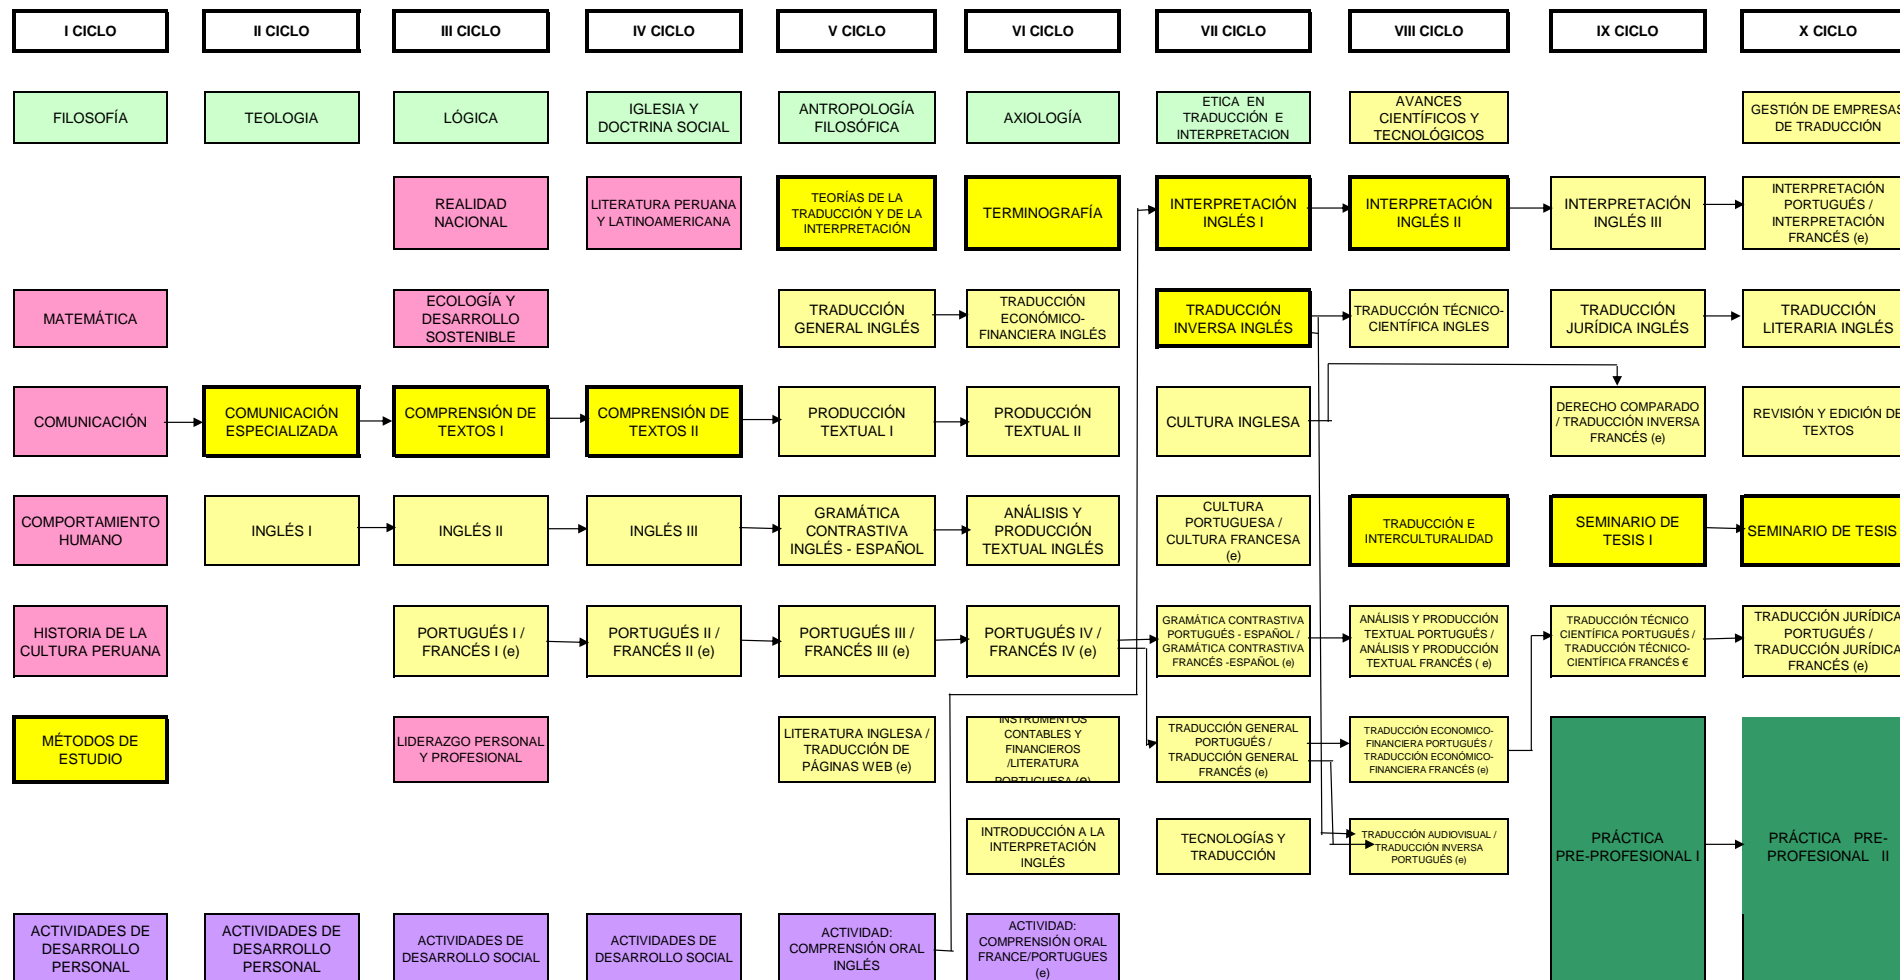 I CICLO
II CICLO
III CICLO
IV CICLO
V CICLO
VI CICLO
VII CICLO
VIII CICLO
IX CICLO
X CICLO
FILOSOFÍA
TEOLOGIA
LÓGICA
IGLESIA Y
DOCTRINA SOCIAL
ANTROPOLOGÍA
FILOSÓFICA
AXIOLOGÍA
ETICA EN
TRADUCCIÓN E
INTERPRETACION
AVANCES
CIENTÍFICOS Y
TECNOLÓGICOS
GESTIÓN DE EMPRESAS
DE TRADUCCIÓN
REALIDAD
NACIONAL
LITERATURA PERUANA
Y LATINOAMERICANA
TEORÍAS DE LA
TRADUCCIÓN Y DE LA
INTERPRETACIÓN
TERMINOGRAFÍA
INTERPRETACIÓN
INGLÉS I
INTERPRETACIÓN
INGLÉS II
INTERPRETACIÓN
INGLÉS III
INTERPRETACIÓN
PORTUGUÉS /
INTERPRETACIÓN
FRANCÉS (e)
MATEMÁTICA
ECOLOGÍA Y
DESARROLLO
SOSTENIBLE
TRADUCCIÓN
GENERAL INGLÉS
TRADUCCIÓN
ECONÓMICO-
FINANCIERA INGLÉS
TRADUCCIÓN
INVERSA INGLÉS
TRADUCCIÓN TÉCNICO-
CIENTÍFICA INGLES
TRADUCCIÓN
JURÍDICA INGLÉS
TRADUCCIÓN
LITERARIA INGLÉS
COMUNICACIÓN
COMUNICACIÓN
ESPECIALIZADA
COMPRENSIÓN DE
TEXTOS I
COMPRENSIÓN DE
TEXTOS II
PRODUCCIÓN
TEXTUAL I
PRODUCCIÓN
TEXTUAL II
CULTURA INGLESA
DERECHO COMPARADO
/ TRADUCCIÓN INVERSA
FRANCÉS (e)
REVISIÓN Y EDICIÓN DE
TEXTOS
COMPORTAMIENTO
HUMANO
INGLÉS I
INGLÉS II
INGLÉS III
GRAMÁTICA
CONTRASTIVA
INGLÉS - ESPAÑOL
ANÁLISIS Y
PRODUCCIÓN
TEXTUAL INGLÉS
CULTURA
PORTUGUESA /
CULTURA FRANCESA
(e)
TRADUCCIÓN E
INTERCULTURALIDAD
SEMINARIO DE
TESIS I
SEMINARIO DE TESIS
HISTORIA DE LA
CULTURA PERUANA
PORTUGUÉS I /
FRANCÉS I (e)
PORTUGUÉS II /
FRANCÉS II (e)
PORTUGUÉS III /
FRANCÉS III (e)
PORTUGUÉS IV /
FRANCÉS IV (e)
GRAMÁTICA CONTRASTIVA
PORTUGUÉS - ESPAÑOL /
GRAMÁTICA CONTRASTIVA
FRANCÉS -ESPAÑOL (e)
ANÁLISIS Y PRODUCCIÓN
TEXTUAL PORTUGUÉS /
ANÁLISIS Y PRODUCCIÓN
TEXTUAL FRANCÉS ( e)
TRADUCCIÓN TÉCNICO
CIENTÍFICA PORTUGUÉS /
TRADUCCIÓN TÉCNICO-
CIENTÍFICA FRANCÉS €
TRADUCCIÓN JURÍDICA
PORTUGUÉS /
TRADUCCIÓN JURÍDICA
FRANCÉS (e)
MÉTODOS DE
ESTUDIO
LIDERAZGO PERSONAL
Y PROFESIONAL
LITERATURA INGLESA /
TRADUCCIÓN DE
PÁGINAS WEB (e)
INSTRUMENTOS
CONTABLES Y
FINANCIEROS
/LITERATURA
PORTUGUESA (e)
TRADUCCIÓN GENERAL
PORTUGUÉS /
TRADUCCIÓN GENERAL
FRANCÉS (e)
TRADUCCIÓN ECONOMICO-
FINANCIERA PORTUGUÉS /
TRADUCCIÓN ECONÓMICO-
FINANCIERA FRANCÉS (e)
INTRODUCCIÓN A LA
INTERPRETACIÓN
INGLÉS
TECNOLOGÍAS Y
TRADUCCIÓN
TRADUCCIÓN AUDIOVISUAL /
TRADUCCIÓN INVERSA
PORTUGUÉS (e)
PRÁCTICA
PRE-PROFESIONAL I
PRÁCTICA PRE-
PROFESIONAL II
ACTIVIDADES DE
DESARROLLO
PERSONAL
ACTIVIDADES DE
DESARROLLO
PERSONAL
ACTIVIDADES DE
DESARROLLO SOCIAL
ACTIVIDADES DE
DESARROLLO SOCIAL
ACTIVIDAD:
COMPRENSIÓN ORAL
INGLÉS
ACTIVIDAD:
COMPRENSIÓN ORAL
FRANCE/PORTUGUES
(e)